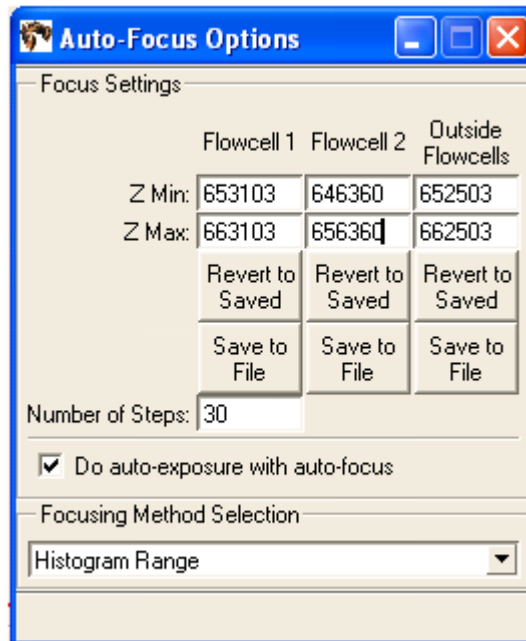 Auto-Focus Options
Focus Settings
Flowcell 1 Flowcell 2 Outside
Flowcells
Z Min: 653103 646360 652503
Z Max: 663103 656360 662503
Revert to Revert to Revert to
Saved Saved Saved
Save to Save to Save to
File File File
Number of Steps: 30
Do auto-exposure with auto-focus
Focusing Method Selection
Histogram Range